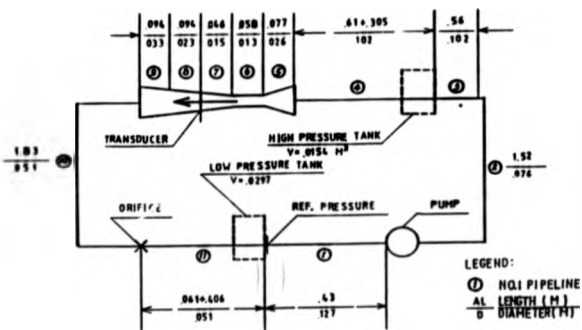 .094 .094 .046 .058 .077 .61+.305 .56
.033 .023 .015 .013 .026 .102 .102
⑨ ⑧ ⑦ ⑥ ⑤ ④ ③
TRANSDUCER
HIGH PRESSURE TANK
V=.0154 M³
1.83
.051
⑩
LOW PRESSURE TANK
V=.0297
② 1.52
.076
ORIFICE
REF. PRESSURE
PUMP
⑪ ①
.061+.406 .43
.051 .127
LEGEND:
① NO.1 PIPELINE
AL LENGTH (M)
D DIAMETER(M)